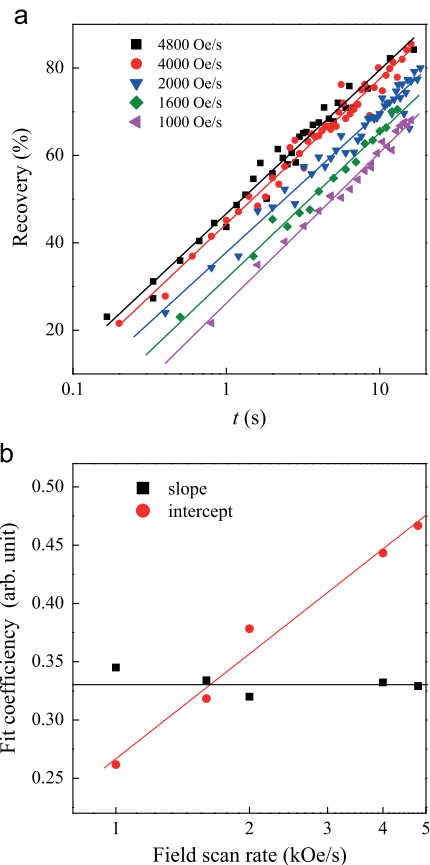 a
80
60
40
20
Recovery (%)
4800 Oe/s
4000 Oe/s
2000 Oe/s
1600 Oe/s
1000 Oe/s
0.1
1
10
t (s)
b
0.50
0.45
0.40
0.35
0.30
0.25
Fit coefficiency (arb. unit)
slope
intercept
1
2
3
4
5
Field scan rate (kOe/s)